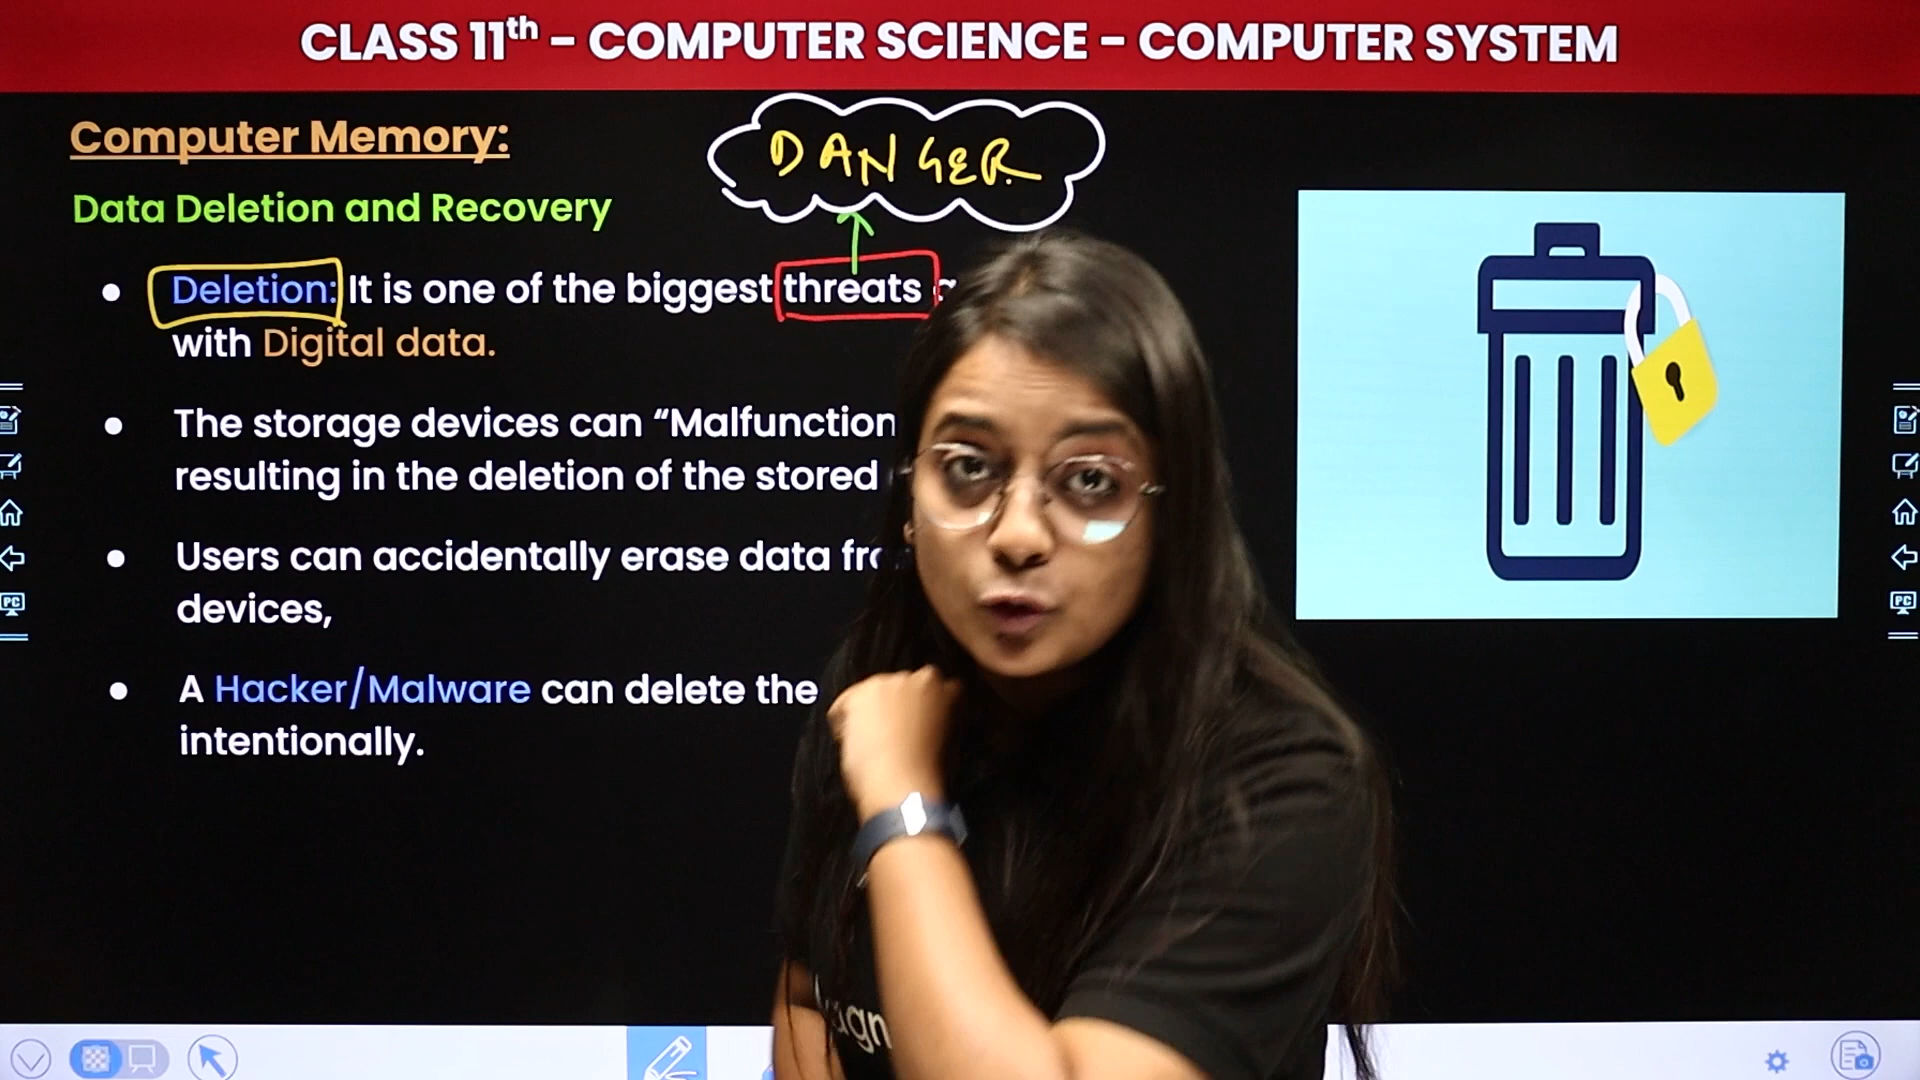 CLASS 11th - COMPUTER SCIENCE - COMPUTER SYSTEM
Computer Memory:
DANGER
Data Deletion and Recovery
• Deletion: It is one of the biggest threats
with Digital data.
• The storage devices can “Malfunction
resulting in the deletion of the stored
• Users can accidentally erase data
devices,
• A Hacker/Malware can delete the
intentionally.
PC
PC